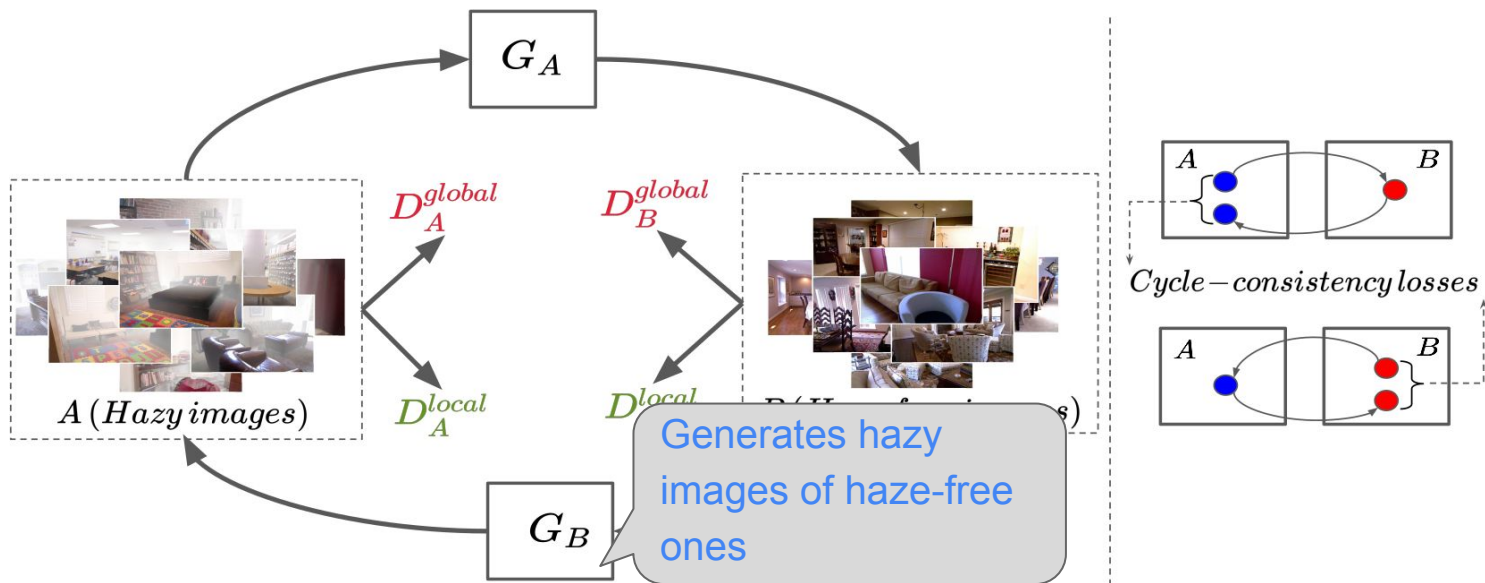 G_A
D_A^{global}
D_B^{global}
D_A^{local}
D^{local}
A (Hazy images)
G_B
Generates hazy
images of haze-free
ones
A
B
Cycle-consistency losses
A
B